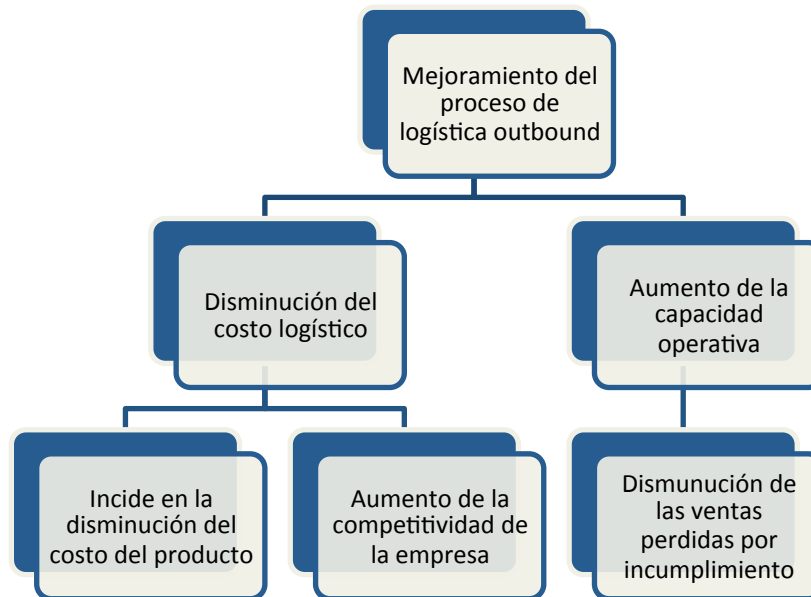 Mejoramiento del
proceso de
logística outbound
Disminución del
costo logístico
Aumento de la
capacidad
operativa
Incide en la
disminución del
costo del producto
Aumento de la
competitividad de
la empresa
Dismunución de
las ventas
perdidas por
incumplimiento